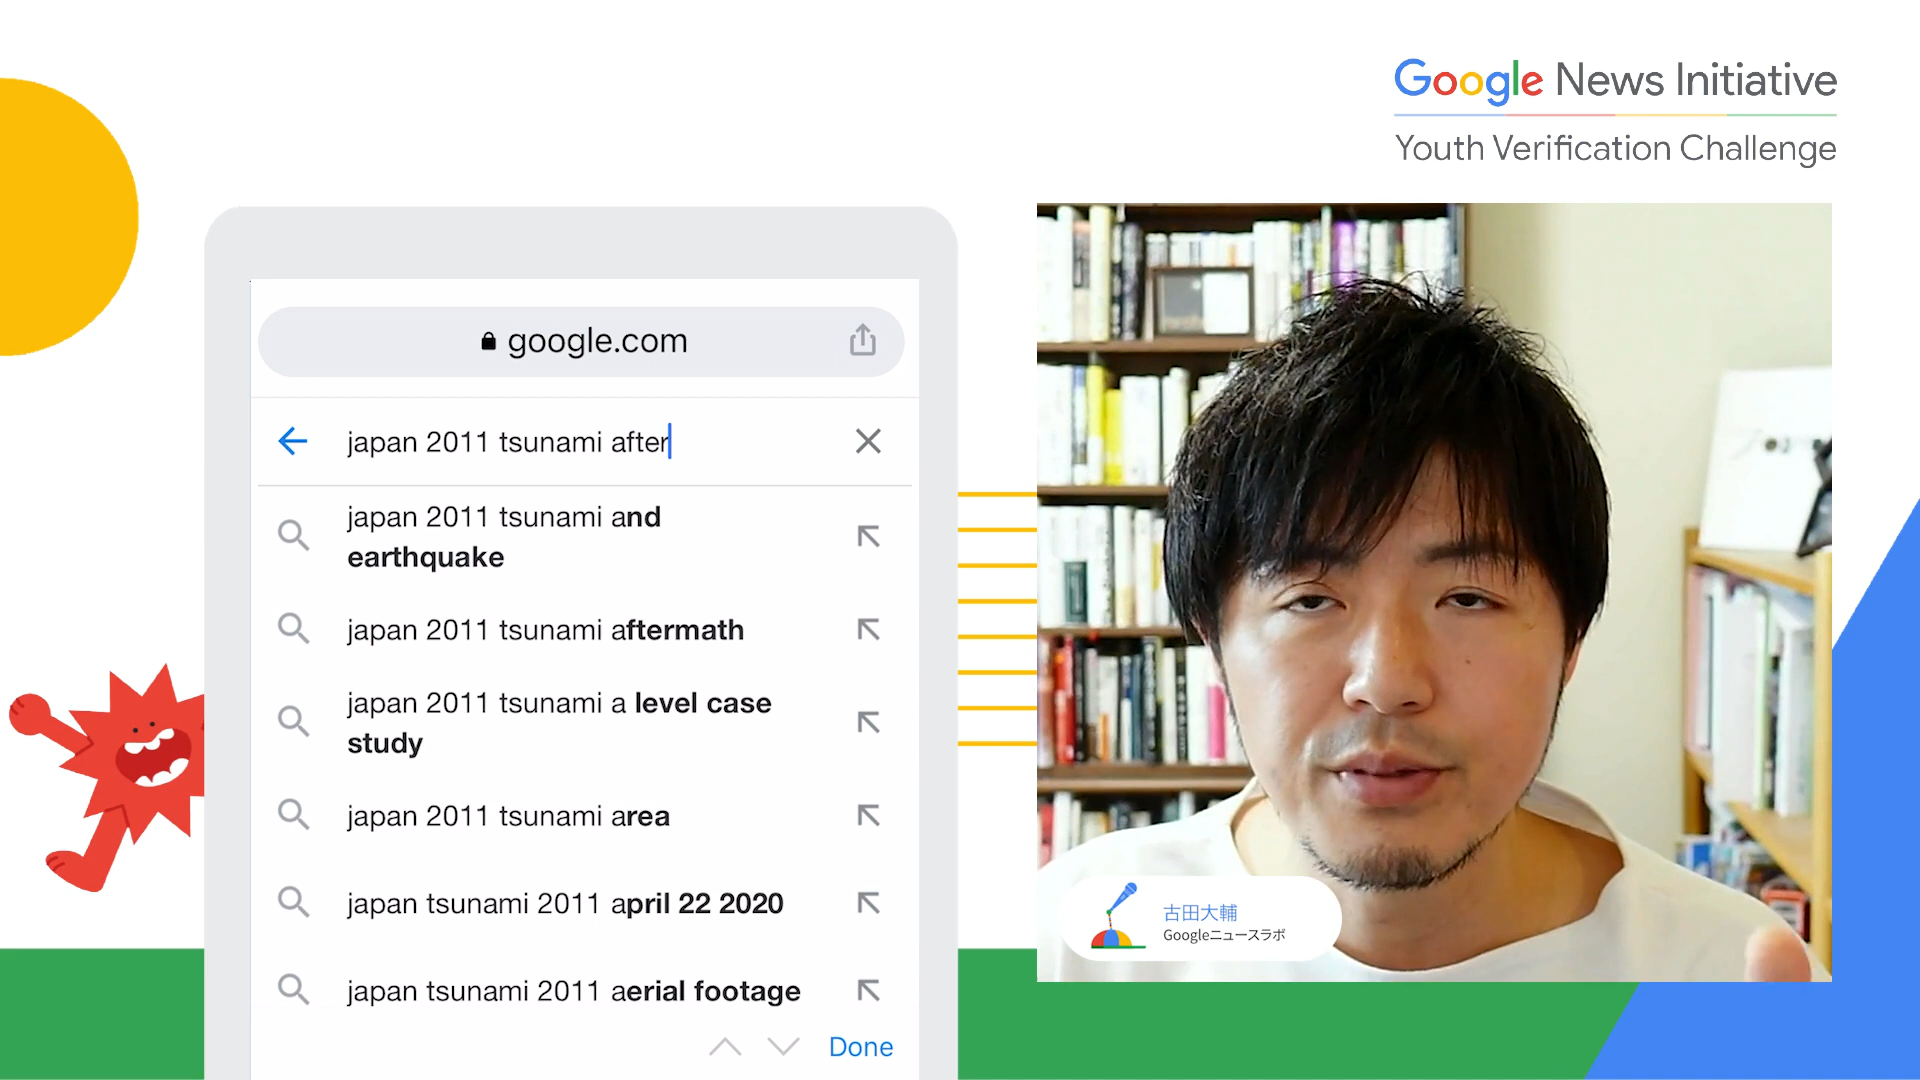 Google News Initiative
Youth Verification Challenge
google.com
japan 2011 tsunami after
japan 2011 tsunami and
earthquake
japan 2011 tsunami aftermath
japan 2011 tsunami a level case
study
japan 2011 tsunami area
japan tsunami 2011 april 22 2020
japan tsunami 2011 aerial footage
Done
古田大輔
Googleニュースラボ